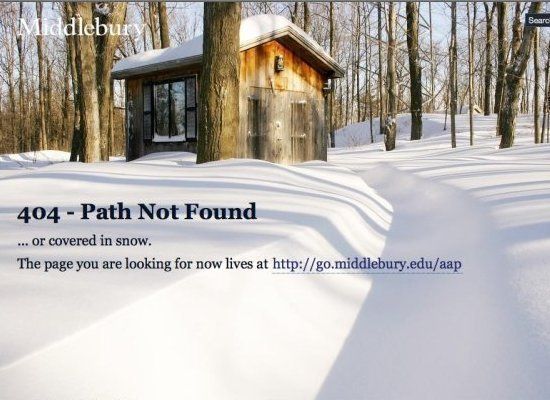 Middlebury
Search
404 - Path Not Found
... or covered in snow.
The page you are looking for now lives at http://go.middlebury.edu/aap